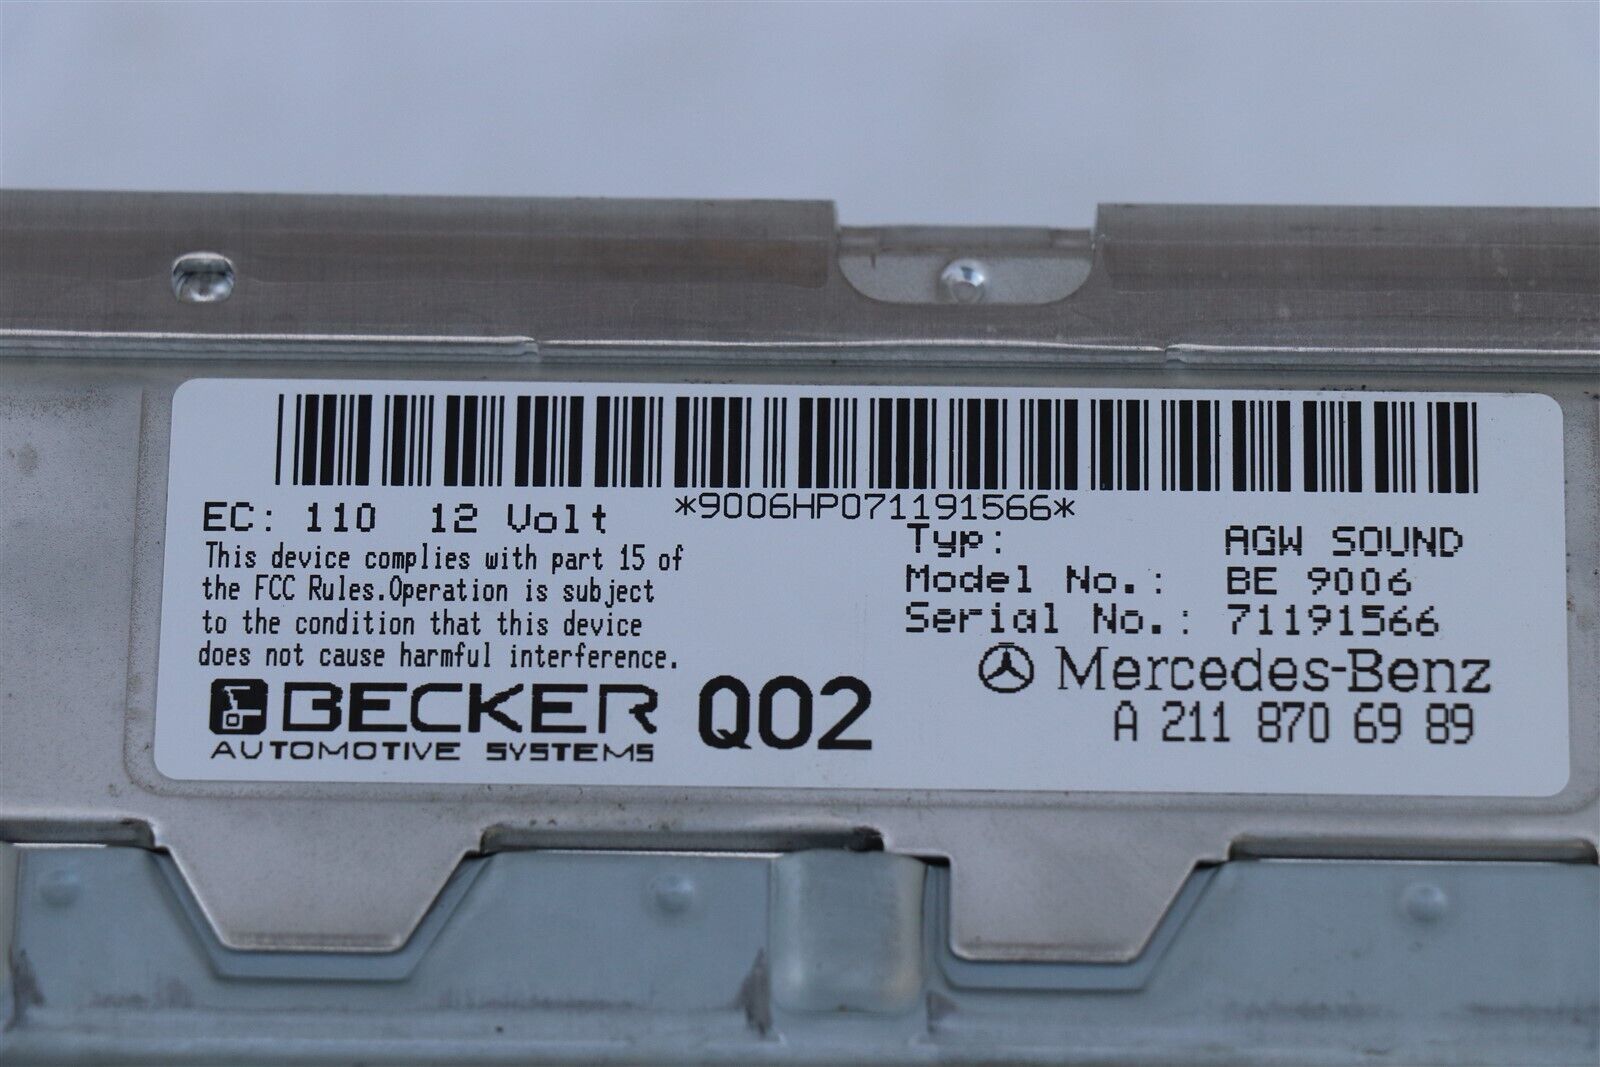 *9006HP071191566*
EC: 110 12 Volt
This device complies with part 15 of
the FCC Rules.Operation is subject
to the condition that this device
does not cause harmful interference.
BECKER
AUTOMOTIVE SYSTEMS
Q02
Typ: AGW SOUND
Model No.: BE 9006
Serial No.: 71191566
Mercedes-Benz
A 211 870 69 89